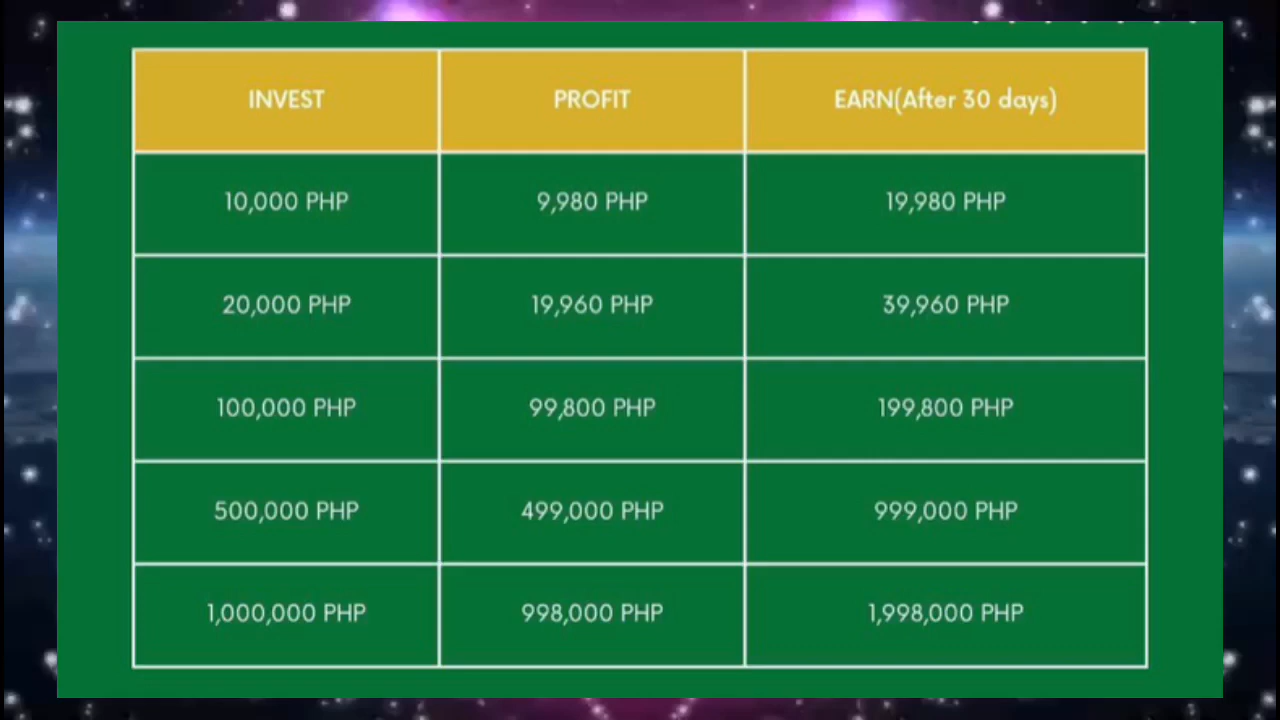 INVEST PROFIT EARN(After 30 days)
10,000 PHP 9,980 PHP 19,980 PHP
20,000 PHP 19,960 PHP 39,960 PHP
100,000 PHP 99,800 PHP 199,800 PHP
500,000 PHP 499,000 PHP 999,000 PHP
1,000,000 PHP 998,000 PHP 1,998,000 PHP